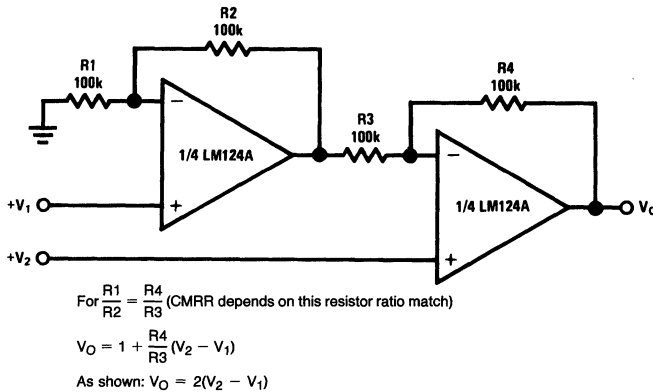 R2
100k
R1
100k
R4
100k
R3
100k
−
1/4 LM124A
+
−
1/4 LM124A
+
+V1
+V2
VO
For R1/R2 = R4/R3 (CMRR depends on this resistor ratio match)
VO = 1 + R4/R3 (V2 − V1)
As shown: VO = 2(V2 − V1)